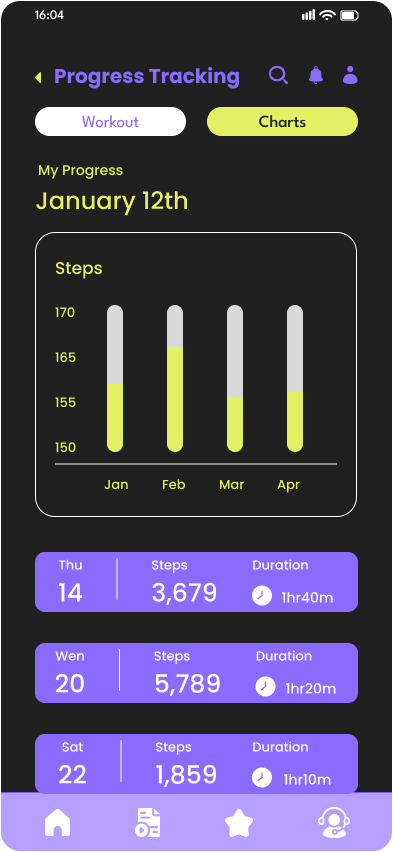 16:04
Progress Tracking
Workout Charts
My Progress
January 12th
Steps
170
165
155
150
Jan Feb Mar Apr
Thu Steps Duration
14 3,679 1hr40m
Wen Steps Duration
20 5,789 1hr20m
Sat Steps Duration
22 1,859 1hr10m